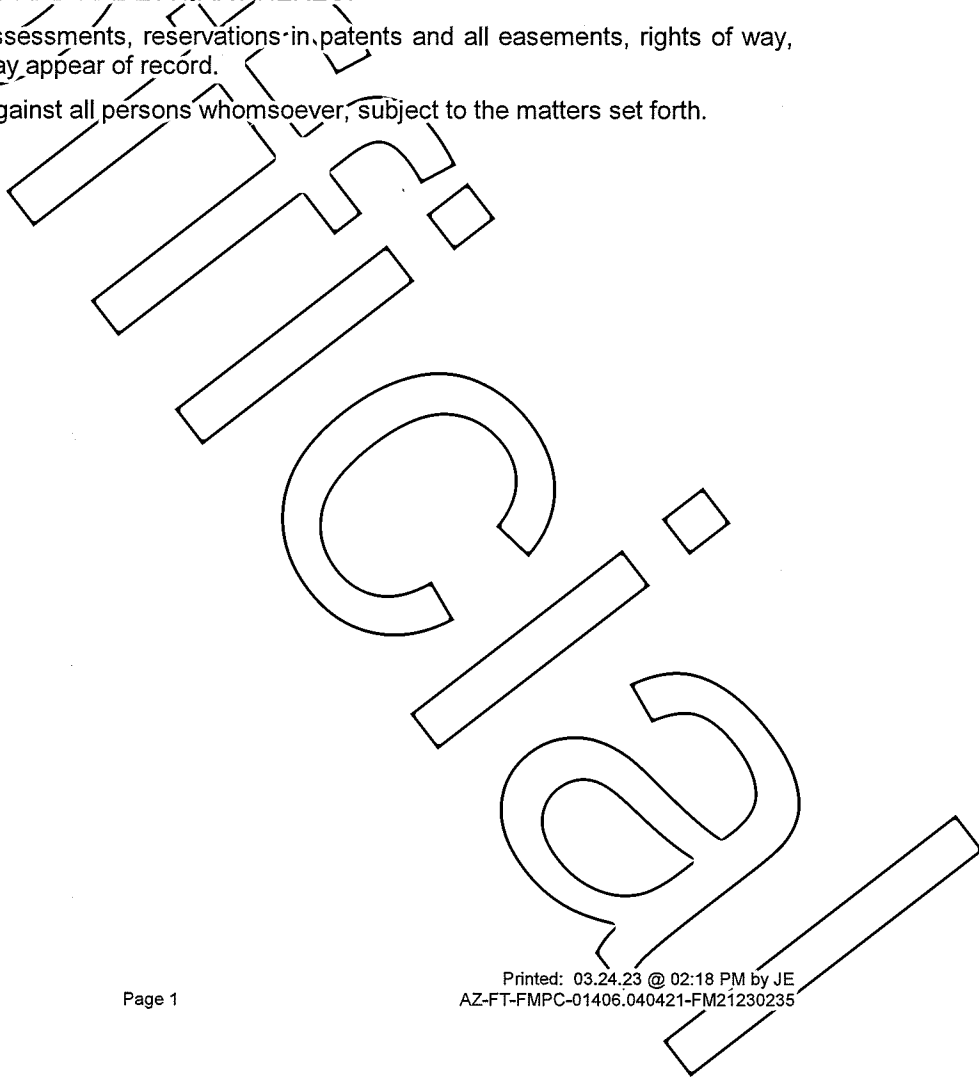 ssessments, reservations in patents and all easements, rights of way,
ay appear of record.
gainst all persons whomsoever, subject to the matters set forth.
fficial
Page 1
Printed: 03.24.23 @ 02:18 PM by JE
AZ-FT-FMPC-01406.040421-FM21230235